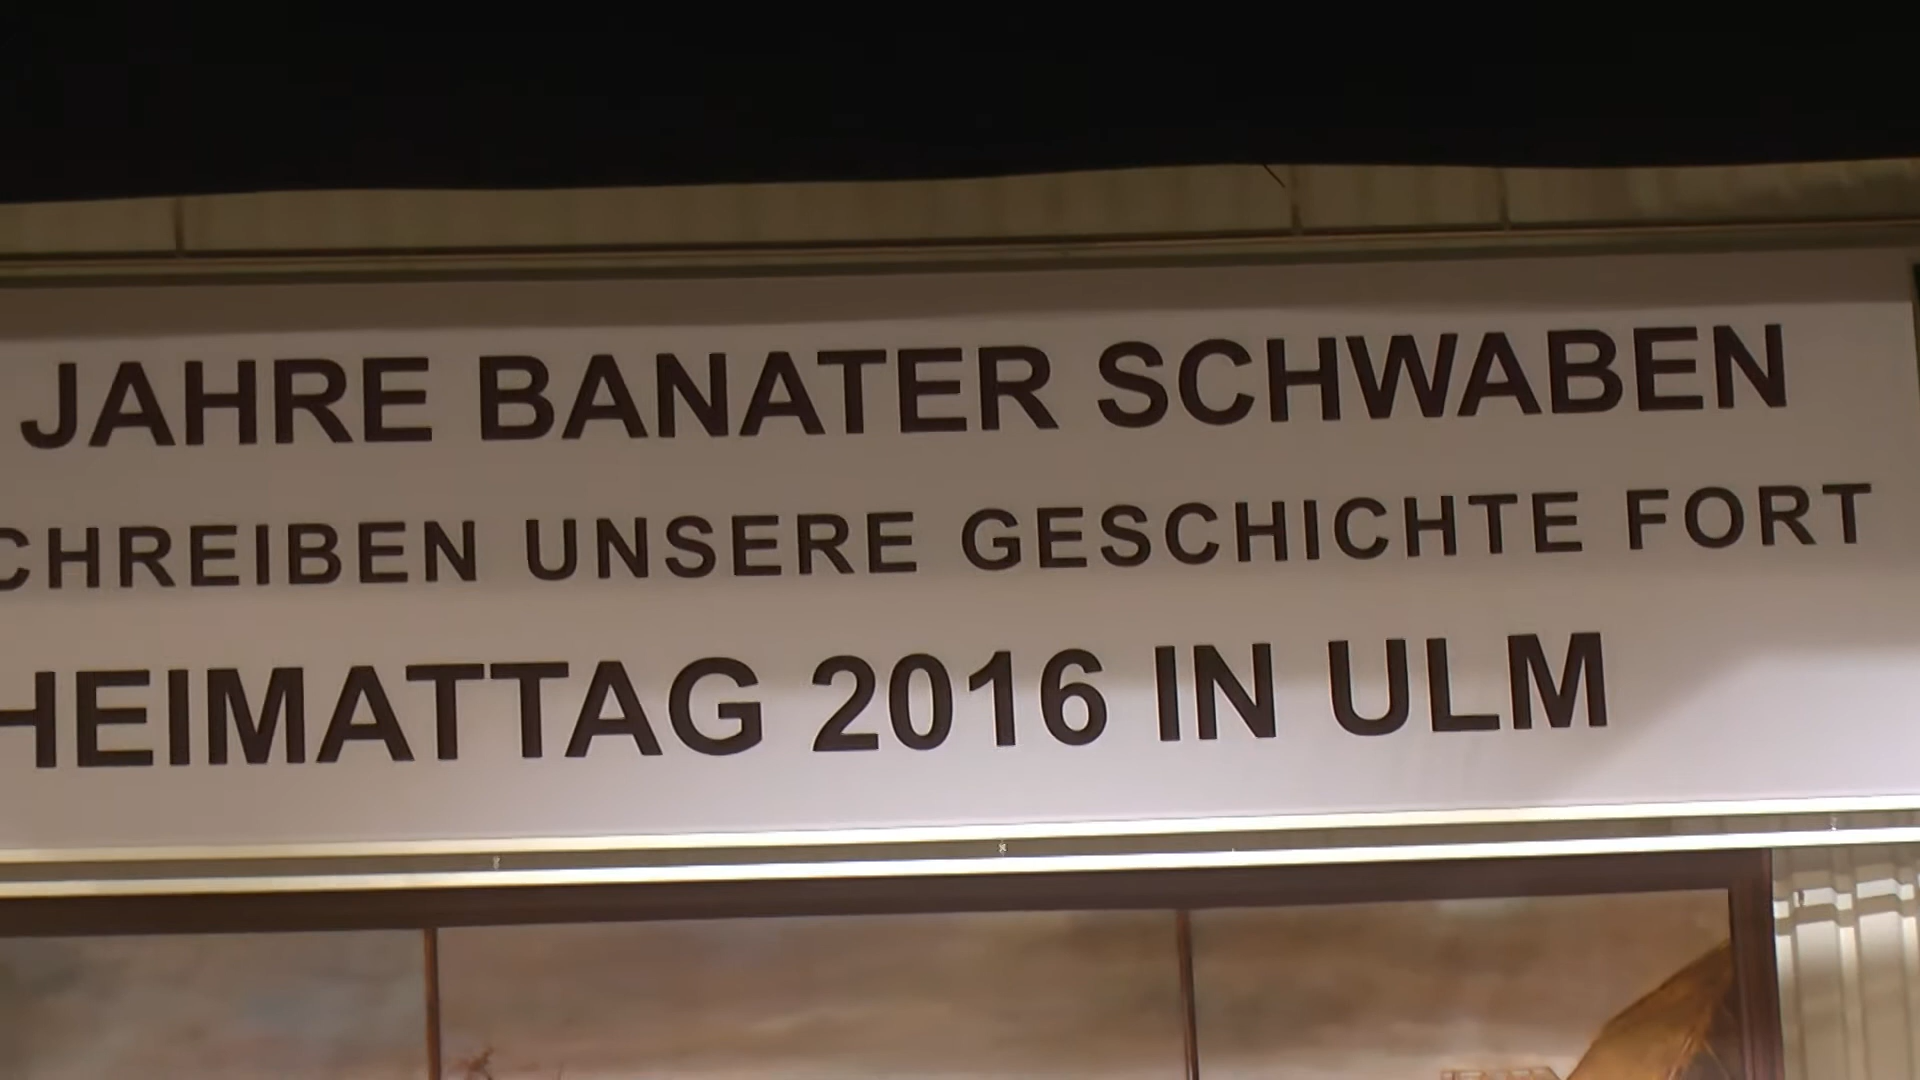 JAHRE BANATER SCHWABEN
CHREIBEN UNSERE GESCHICHTE FORT
HEIMATTAG 2016 IN ULM